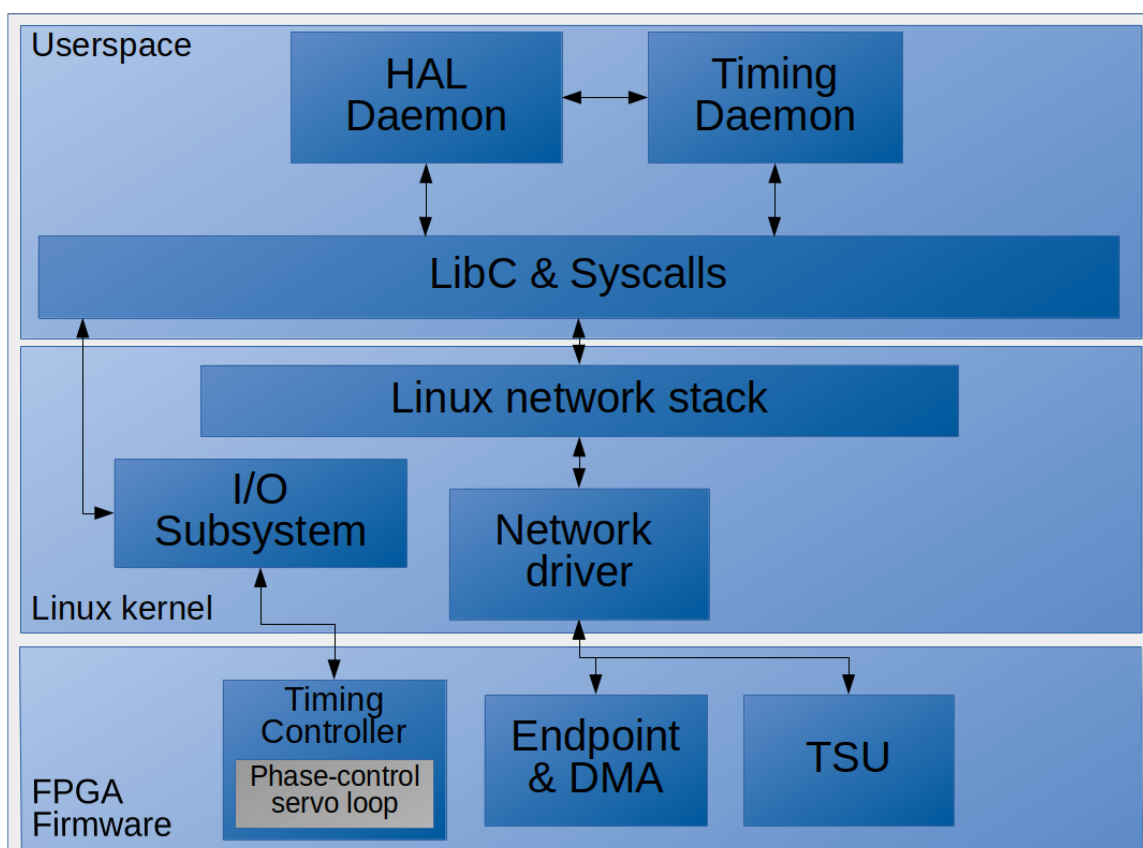 Userspace
HAL
Daemon
Timing
Daemon
LibC & Syscalls
Linux network stack
I/O
Subsystem
Network
driver
Linux kernel
Timing
Controller
Phase-control
servo loop
Endpoint
& DMA
TSU
FPGA
Firmware